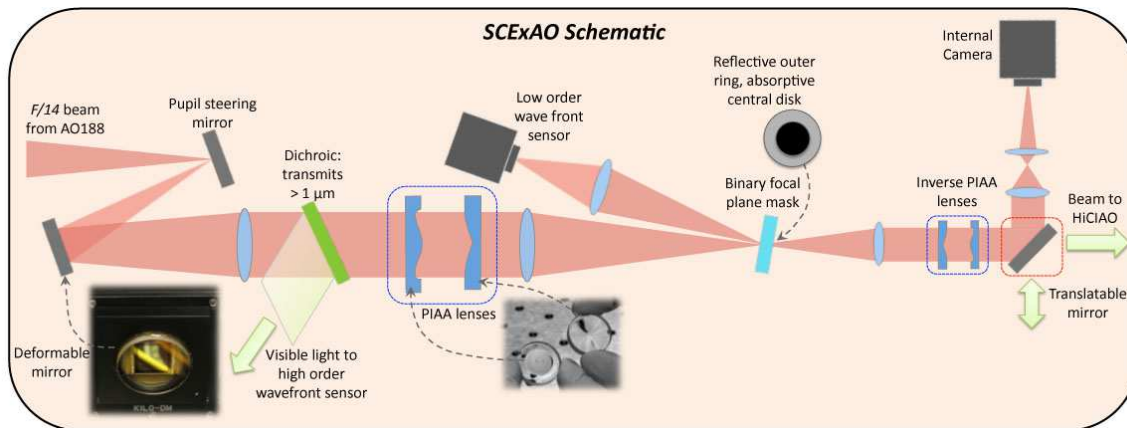 SCExAO Schematic
F/14 beam
from AO188
Pupil steering
mirror
Dichroic:
transmits
> 1 μm
Low order
wave front
sensor
Reflective outer
ring, absorptive
central disk
Internal
Camera
Binary focal
plane mask
Inverse PIAA
lenses
Beam to
HiCIAO
Translatable
mirror
PIAA lenses
Visible light to
high order
wavefront sensor
Deformable
mirror
KILO-DM